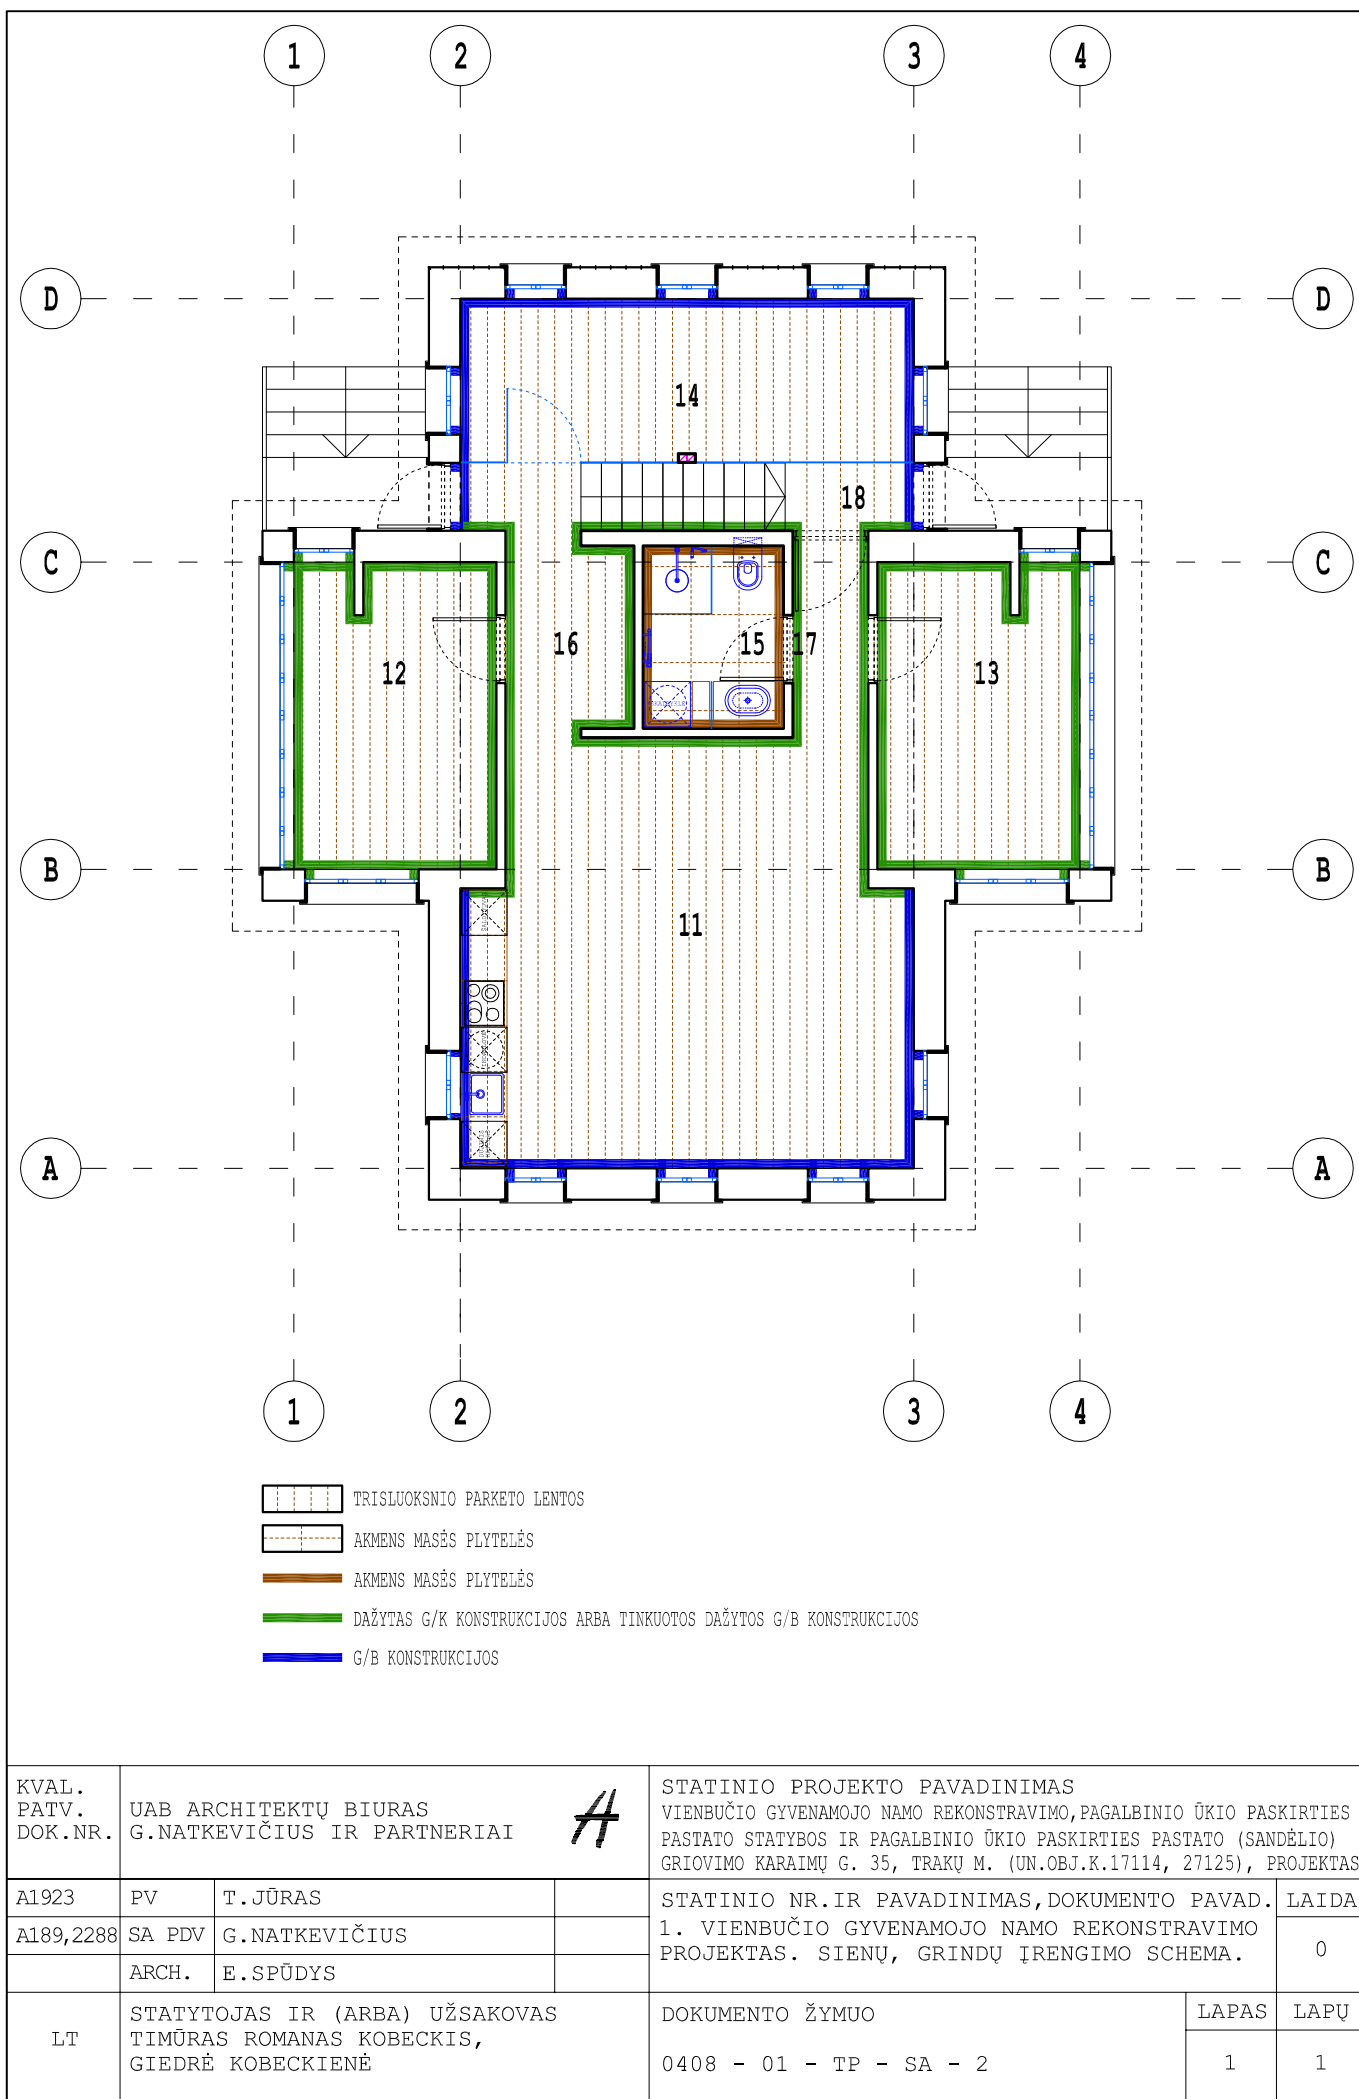 1 2 3 4
D D
14
18
C C
16 15 17
12 13
B B
11
A A
1 2 3 4
TRISLUOKSNIO PARKETO LENTOS
AKMENS MASĖS PLYTELĖS
AKMENS MASĖS PLYTELĖS
DAŽYTAS G/K KONSTRUKCIJOS ARBA TINKUOTOS DAŽYTOS G/B KONSTRUKCIJOS
G/B KONSTRUKCIJOS
KVAL.
PATV.
DOK.NR.
UAB ARCHITEKTŲ BIURAS
G.NATKEVIČIUS IR PARTNERIAI
STATINIO PROJEKTO PAVADINIMAS
VIENBUČIO GYVENAMOJO NAMO REKONSTRAVIMO, PAGALBINIO ŪKIO PASKIRTIES
PASTATO STATYBOS IR PAGALBINIO ŪKIO PASKIRTIES PASTATO (SANDĖLIO)
GRIOVIMO KARAIMŲ G. 35, TRAKŲ M. (UN.OBJ.K.17114, 27125), PROJEKTAS
A1923 PV T.JŪRAS
A189,2288 SA PDV G.NATKEVIČIUS
ARCH. E.SPŪDYS
STATINIO NR.IR PAVADINIMAS, DOKUMENTO PAVAD.
1. VIENBUČIO GYVENAMOJO NAMO REKONSTRAVIMO
PROJEKTAS. SIENŲ, GRINDŲ ĮRENGIMO SCHEMA.
LAIDA
0
LT
STATYTOJAS IR (ARBA) UŽSAKOVAS
TIMŪRAS ROMANAS KOBECKIS,
GIEDRĖ KOBECKIENĖ
DOKUMENTO ŽYMUO
0408 - 01 - TP - SA - 2
LAPAS LAPŲ
1 1